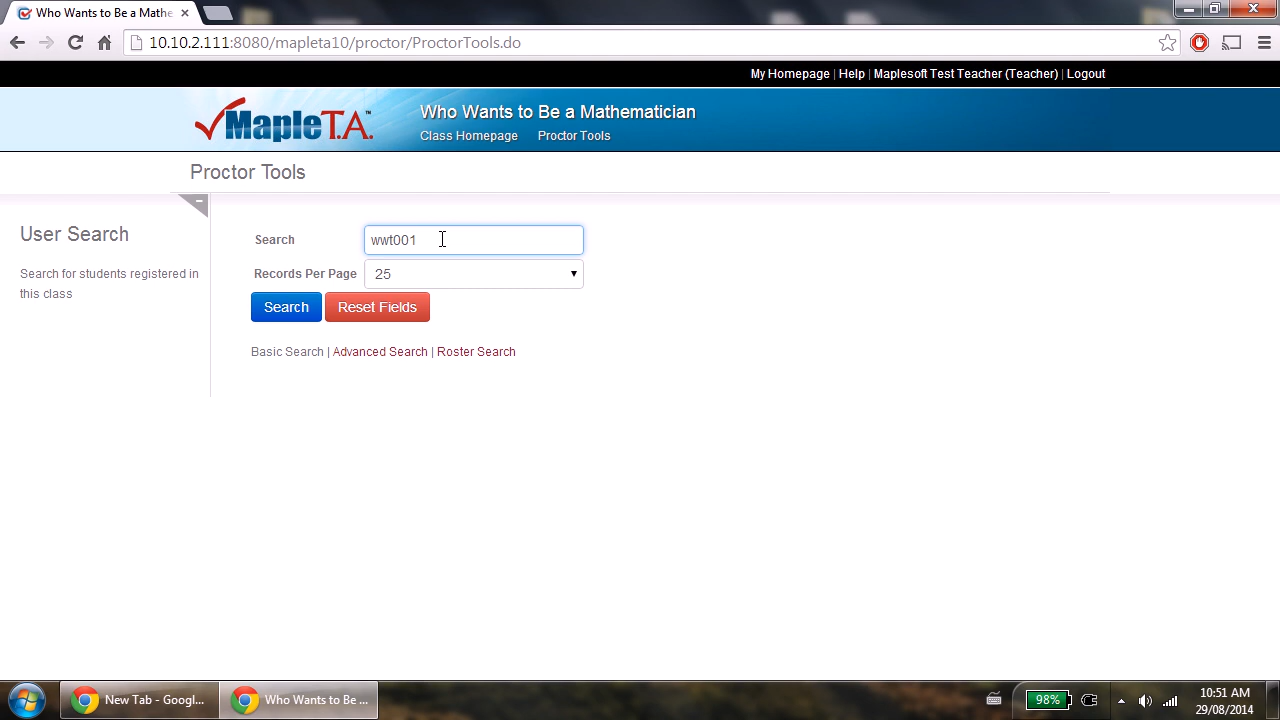 Who Wants to Be a Mathe
10.10.2.111:8080/mapleta10/proctor/ProctorTools.do
My Homepage | Help | Maplesoft Test Teacher (Teacher) | Logout
MapleT.A.™
Who Wants to Be a Mathematician
Class Homepage Proctor Tools
Proctor Tools
User Search
Search for students registered in
this class
Search wwt001
Records Per Page 25
Search Reset Fields
Basic Search | Advanced Search | Roster Search
New Tab - Googl...
Who Wants to Be ...
98%
10:51 AM
29/08/2014